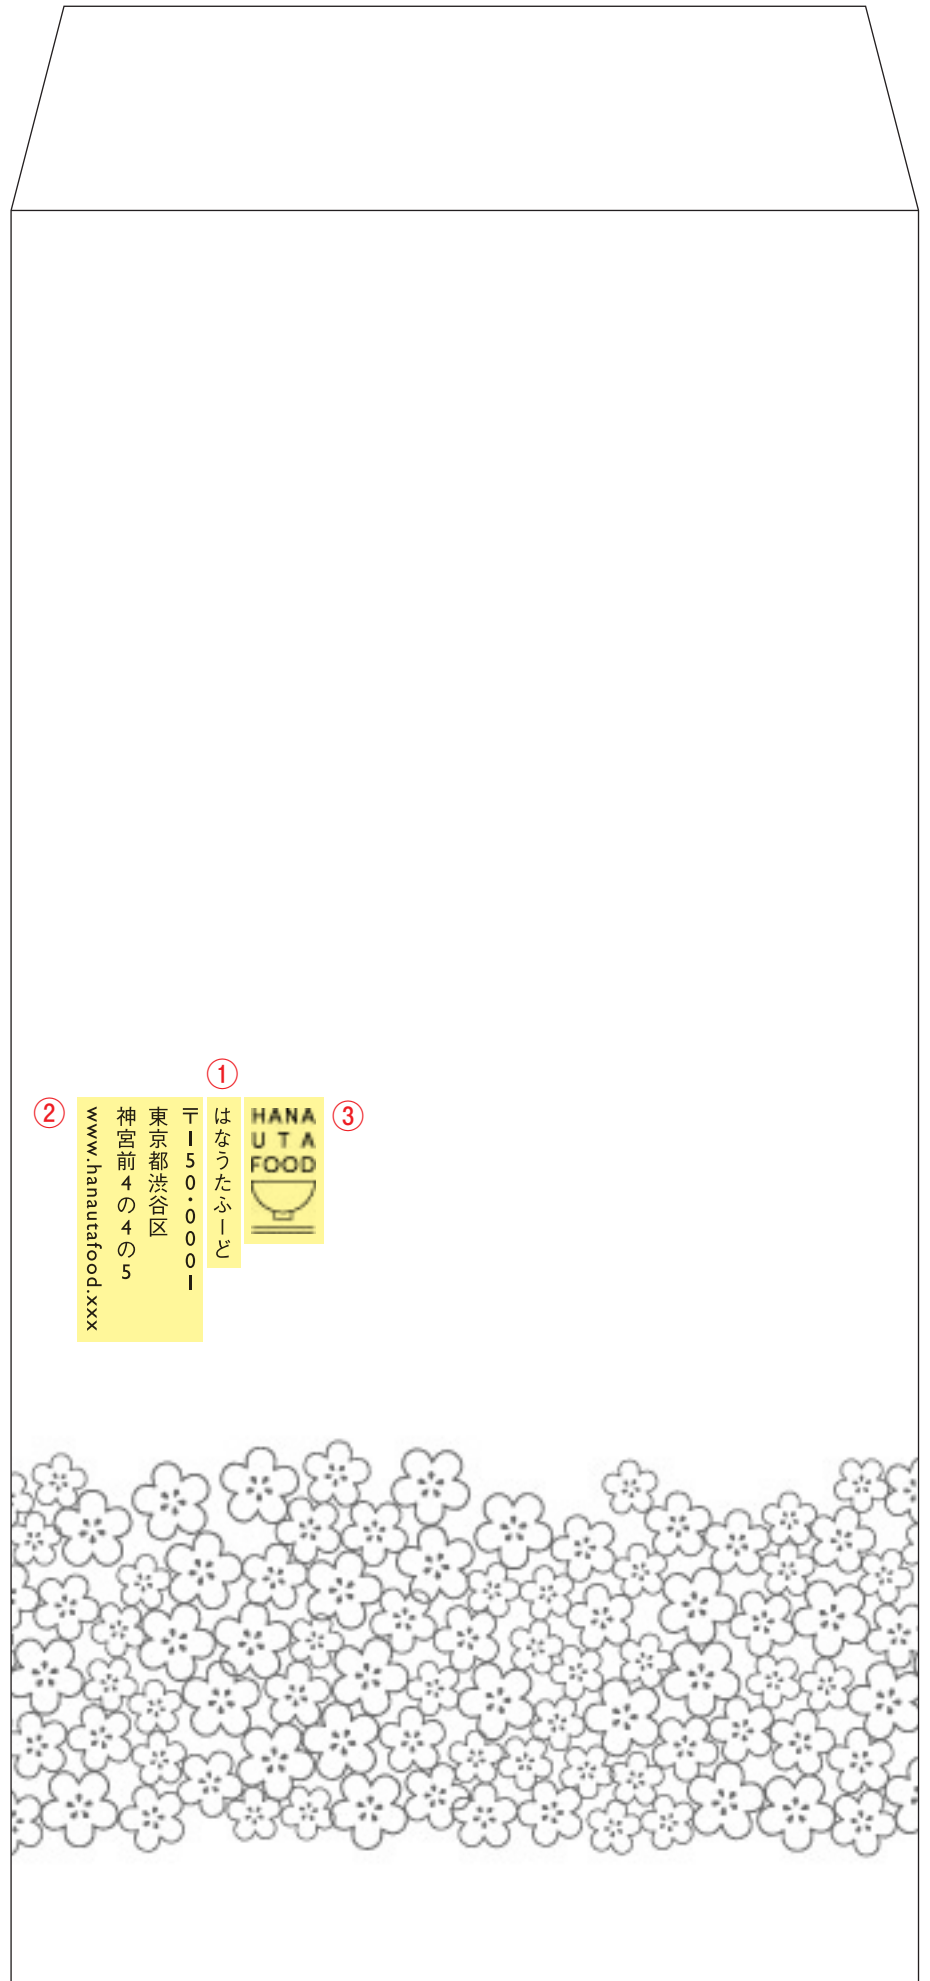 ①
②
③
HANA
UTA
FOOD
はなうたふーど
〒150・0001
東京都渋谷区
神宮前4の4の5
www.hanautafood.xxx